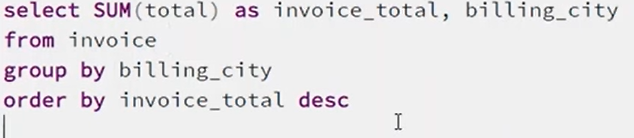 select SUM(total) as invoice_total, billing_city
from invoice
group by billing_city
order by invoice_total desc